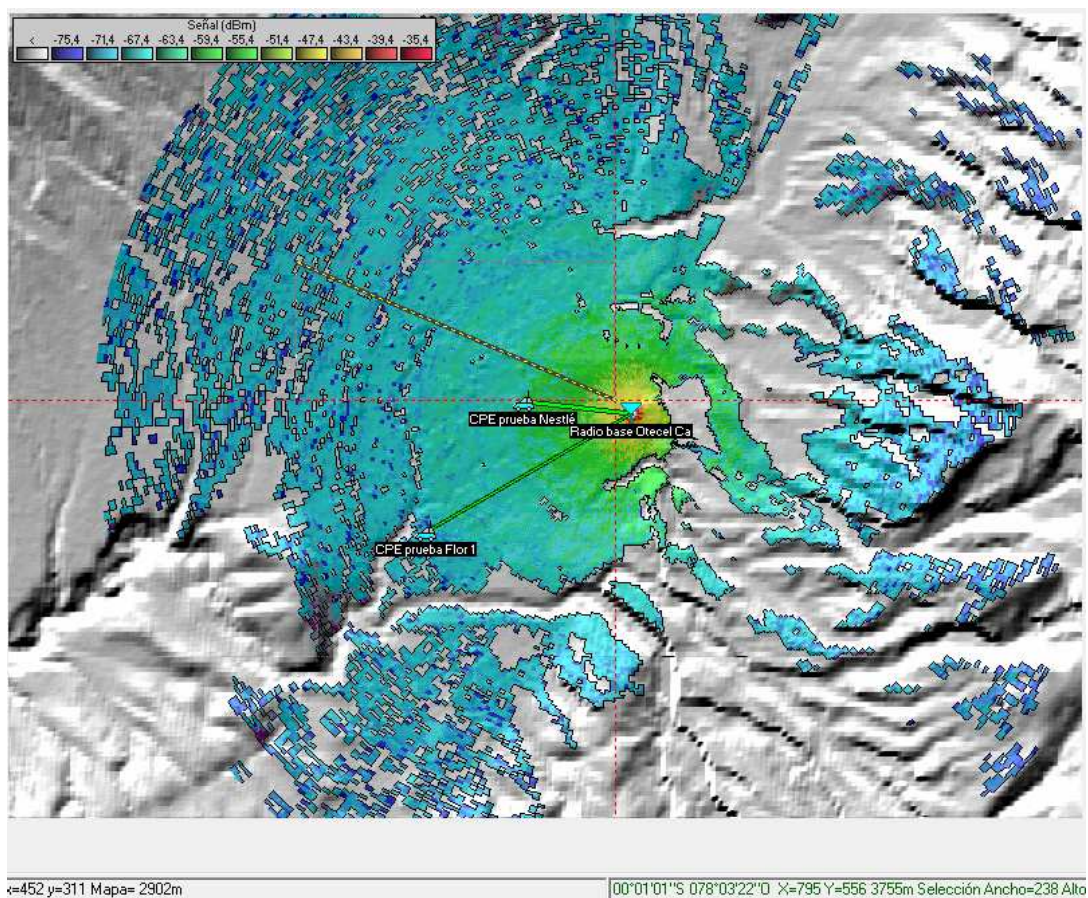 Señal (dBm)
< -75,4 -71,4 -67,4 -63,4 -59,4 -55,4 -51,4 -47,4 -43,4 -39,4 -35,4
CPE prueba Nestlé
Radio base Otecel Ca
CPE prueba Flor 1
x=452 y=311 Mapa= 2902m
00°01'01"S 078°03'22"O X=795 Y=556 3755m Selección Ancho=238 Alto